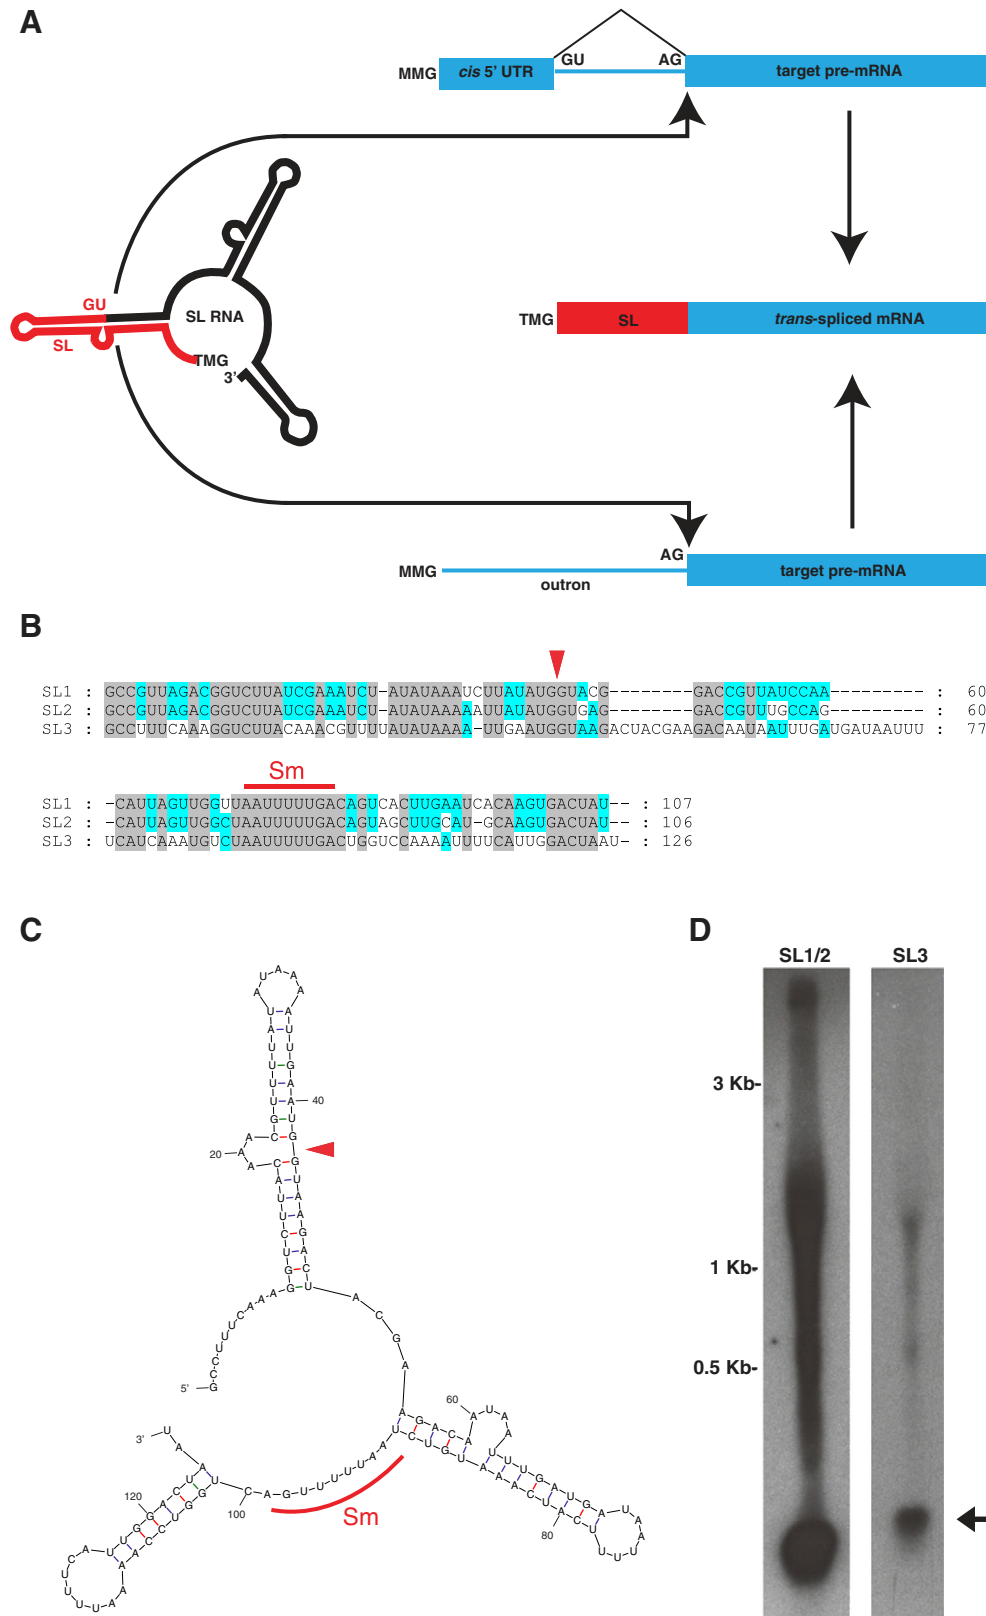 A
MMG cis 5’ UTR GU AG target pre-mRNA
GU
SL
SL RNA
TMG
3’
TMG SL trans-spliced mRNA
AG
MMG target pre-mRNA
outron
B
SL1 : GCCGUUAGACGGUCUUAUCGAAAUCU-AUAUAAAUCUUAUAUGGUACG--------GACCGUUAUCCAA--------- : 60
SL2 : GCCGUUAGACGGUCUUAUCGAAAUCU-AUAUAAAAAUUAUAUGGUGAG--------GACCGUUUGCCAG--------- : 60
SL3 : GCCUUUCAAAGGUCUUACAAACGUUUUAUAUAAAA-UUGAAUGGUAAGACUACGAAGACAAUAAUUUGAUGAUAAUUU : 77
Sm
SL1 : -CAUUAGUUGGUUAAUUUUUGACAGUCACUUGAAUCACAAGUGACUAU-- : 107
SL2 : -CAUUAGUUGGCUAAUUUUUGACAGUAGCUUGCAU-GCAAGUGACUAU-- : 106
SL3 : UCAUCAAAUGUCUAAUUUUUGACUGGUCCAAAAUUUUCAUUGGACUAAU- : 126
C
40
20
5’
3’
60
80
100
120
Sm
D
SL1/2 SL3
3 Kb-
1 Kb-
0.5 Kb-